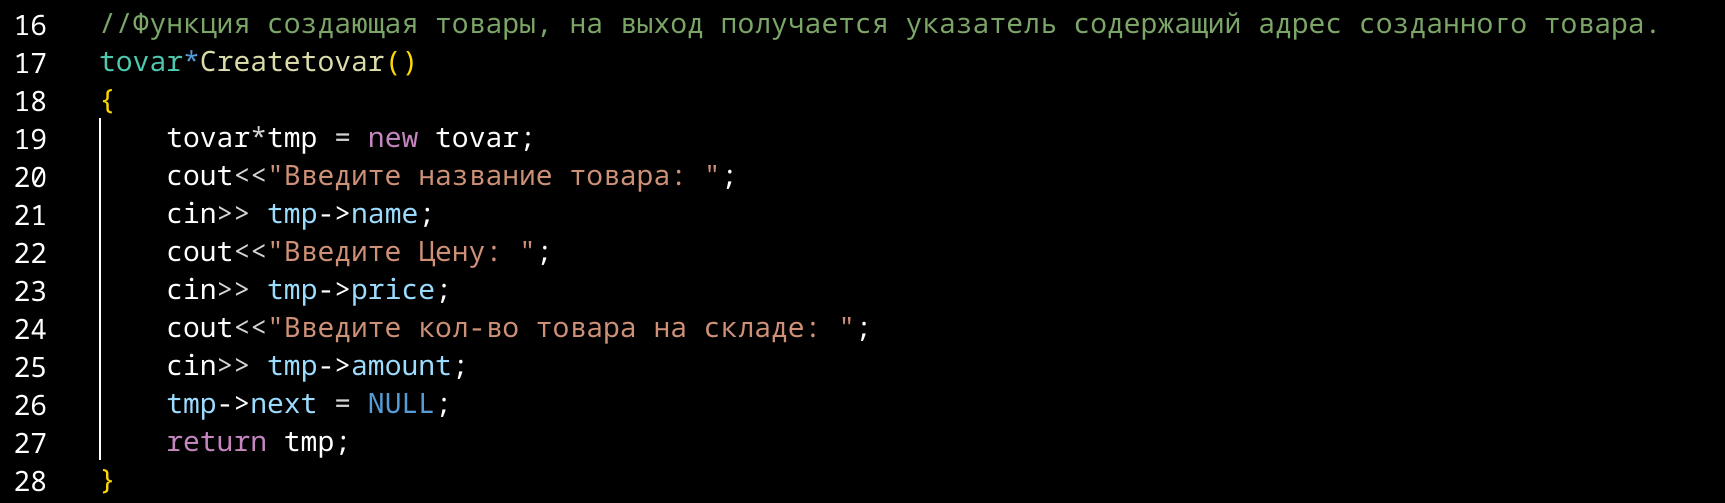 16 //Функция создающая товары, на выход получается указатель содержащий адрес созданного товара.
17 tovar*Createtovar()
18 {
19 tovar*tmp = new tovar;
20 cout<<"Введите название товара: ";
21 cin>> tmp->name;
22 cout<<"Введите Цену: ";
23 cin>> tmp->price;
24 cout<<"Введите кол-во товара на складе: ";
25 cin>> tmp->amount;
26 tmp->next = NULL;
27 return tmp;
28 }